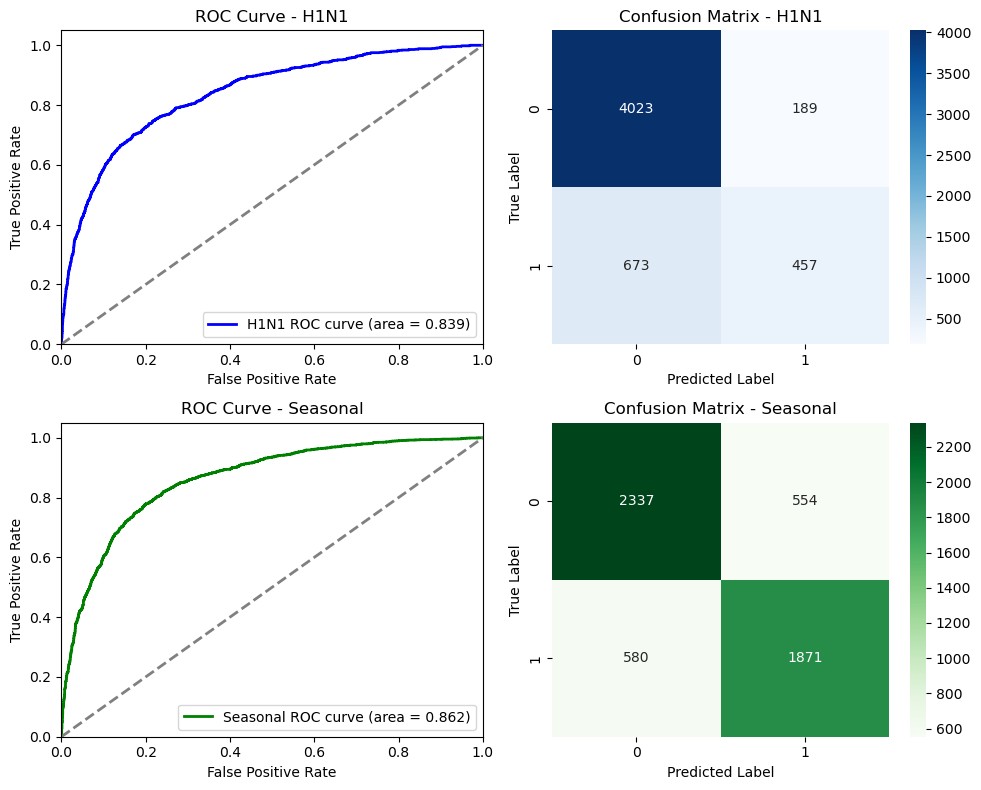 ROC Curve - H1N1
True Positive Rate
1.0
0.8
0.6
0.4
0.2
0.0
0.0 0.2 0.4 0.6 0.8 1.0
False Positive Rate
H1N1 ROC curve (area = 0.839)
Confusion Matrix - H1N1
True Label
0
1
4023 189
673 457
0 1
Predicted Label
4000
3500
3000
2500
2000
1500
1000
500
ROC Curve - Seasonal
True Positive Rate
1.0
0.8
0.6
0.4
0.2
0.0
0.0 0.2 0.4 0.6 0.8 1.0
False Positive Rate
Seasonal ROC curve (area = 0.862)
Confusion Matrix - Seasonal
True Label
0
1
2337 554
580 1871
0 1
Predicted Label
2200
2000
1800
1600
1400
1200
1000
800
600